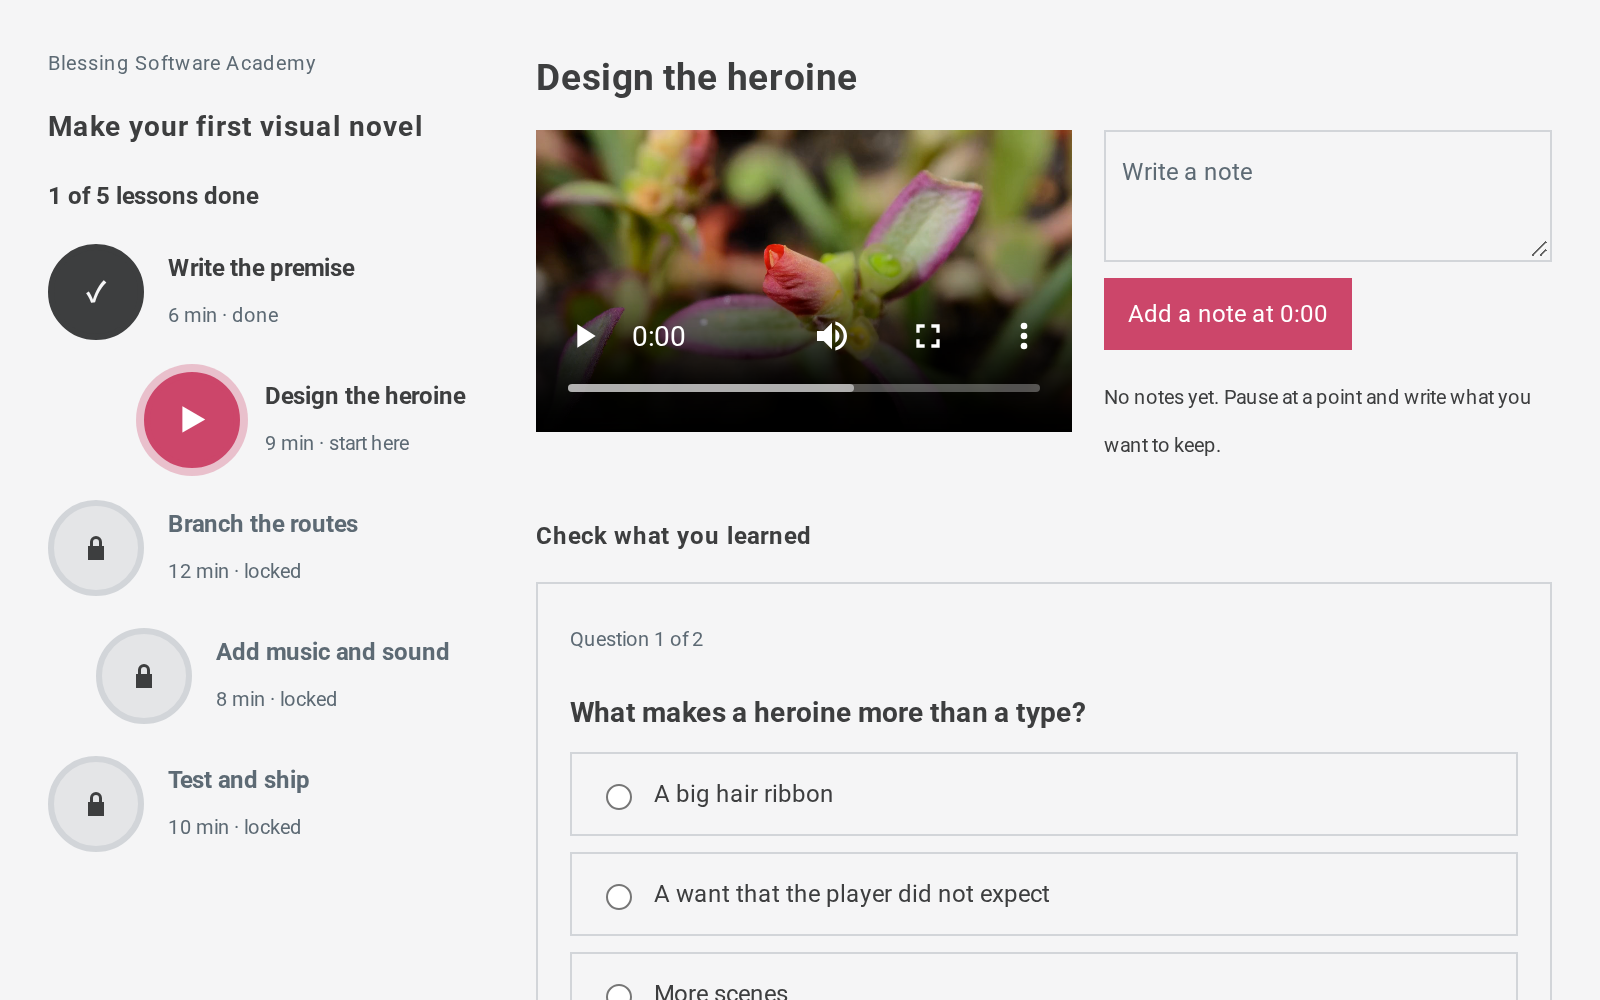 Blessing Software Academy
Make your first visual novel
1 of 5 lessons done
Write the premise
6 min · done
Design the heroine
9 min · start here
Branch the routes
12 min · locked
Add music and sound
8 min · locked
Test and ship
10 min · locked
Design the heroine
0:00
Write a note
Add a note at 0:00
No notes yet. Pause at a point and write what you
want to keep.
Check what you learned
Question 1 of 2
What makes a heroine more than a type?
A big hair ribbon
A want that the player did not expect
More scenes